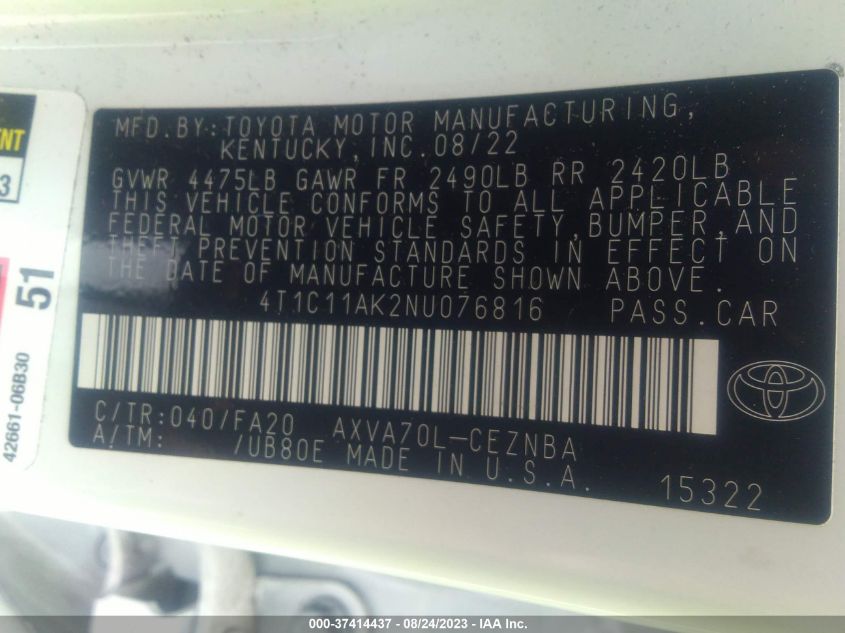 MFD.BY:TOYOTA MOTOR MANUFACTURING,
KENTUCKY,INC.08/22
GVWR 4475LB GAWR FR 2490LB RR 2420LB
THIS VEHICLE CONFORMS TO ALL APPLICABLE
FEDERAL MOTOR VEHICLE SAFETY,BUMPER,AND
THEFT PREVENTION STANDARDS IN EFFECT ON
THE DATE OF MANUFACTURE SHOWN ABOVE.
4T1C11AK2NU076816 PASS.CAR
C/TR:040/FA20 AXVA70L-CEZNBA
A/TM: /UB80E MADE IN U.S.A.
15322
3
51
42661-06B30
000-37414437 - 08/24/2023 - IAA Inc.